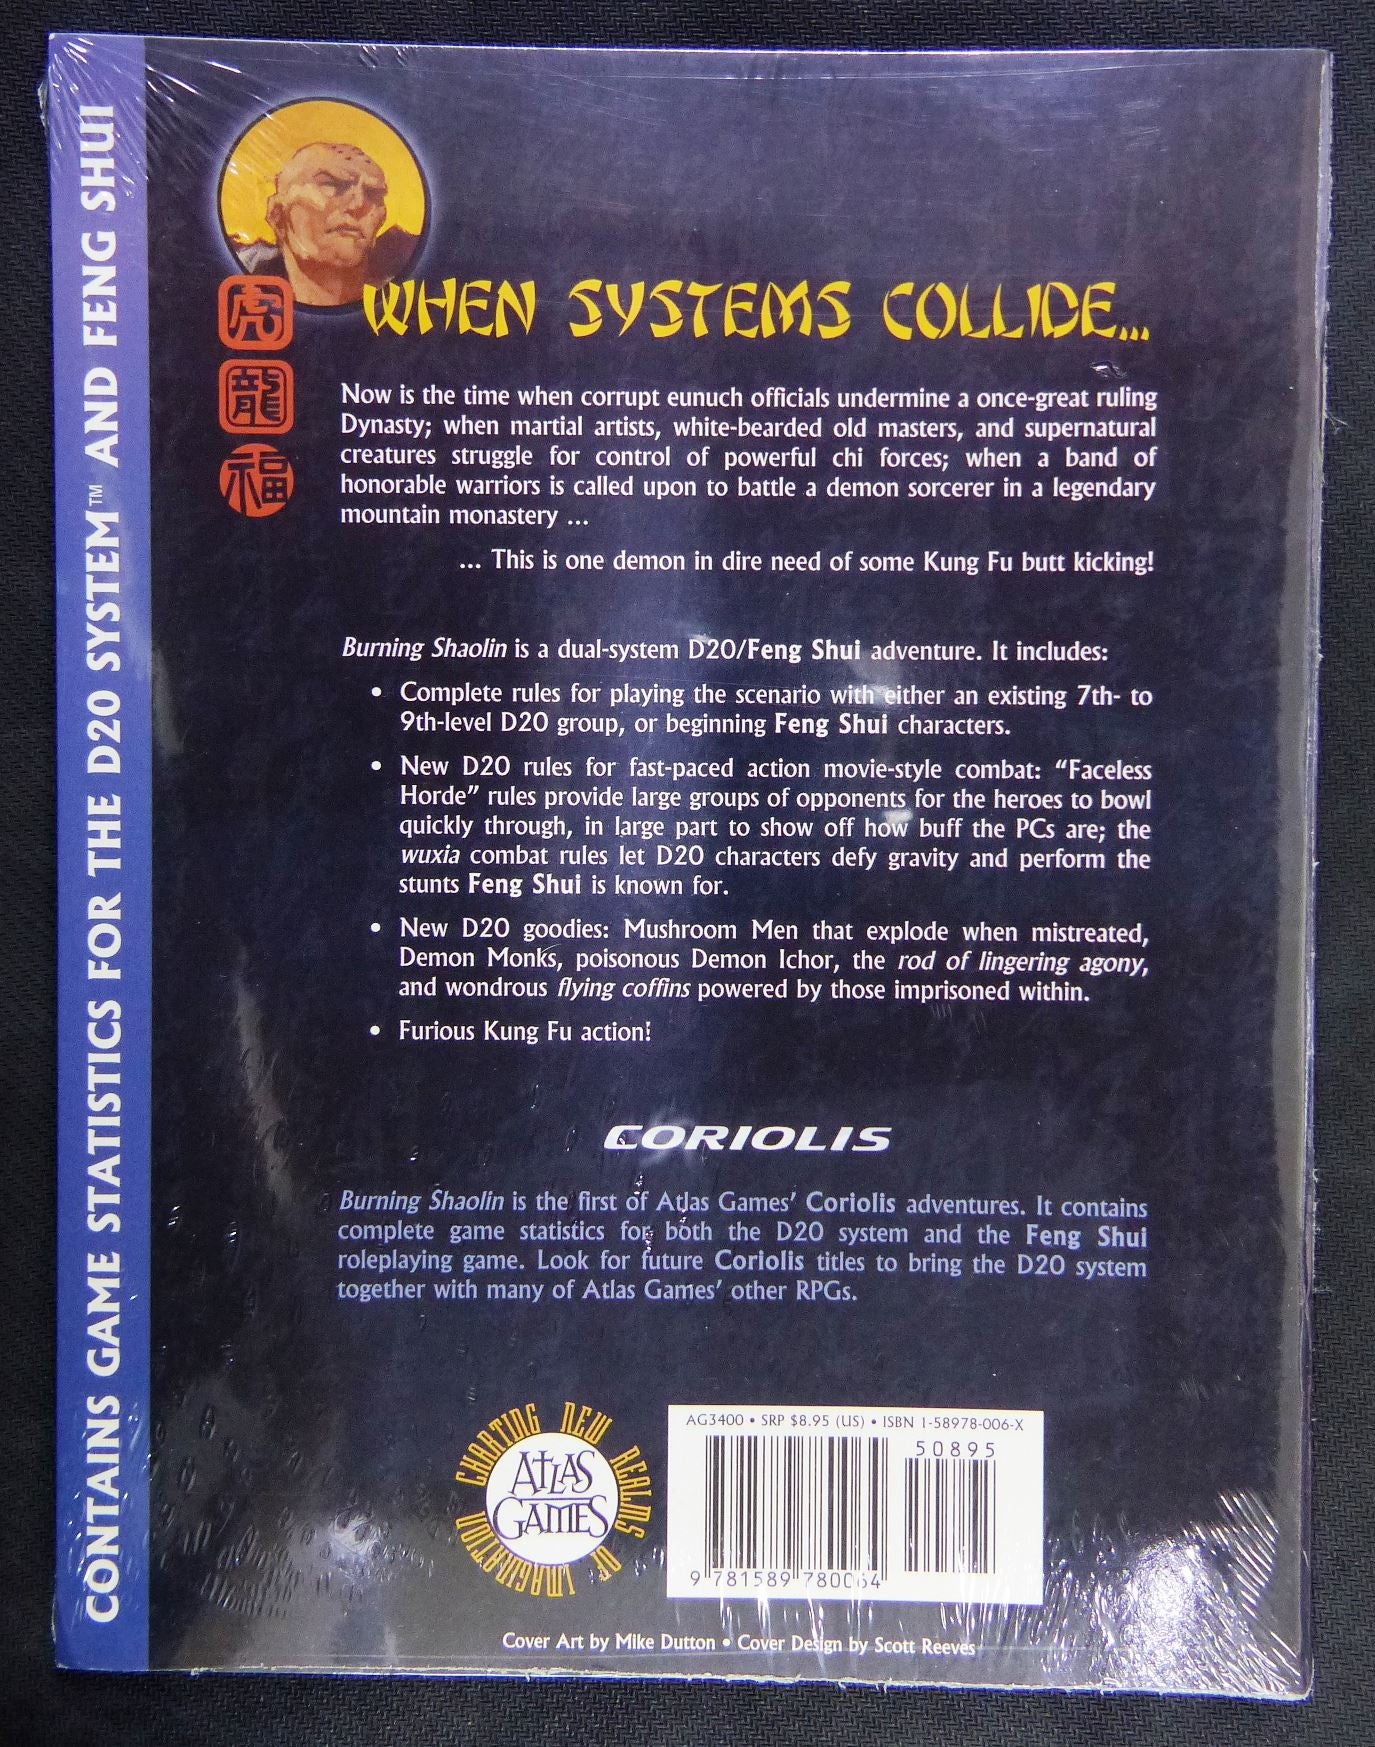 CONTAINS GAME STATISTICS FOR THE D20 SYSTEM™ AND FENG SHUI
虎
龍
福
WHEN SYSTEMS COLLIDE...
Now is the time when corrupt eunuch officials undermine a once-great ruling
Dynasty; when martial artists, white-bearded old masters, and supernatural
creatures struggle for control of powerful chi forces; when a band of
honorable warriors is called upon to battle a demon sorcerer in a legendary
mountain monastery ...
... This is one demon in dire need of some Kung Fu butt kicking!
Burning Shaolin is a dual-system D20/Feng Shui adventure. It includes:
• Complete rules for playing the scenario with either an existing 7th- to
9th-level D20 group, or beginning Feng Shui characters.
• New D20 rules for fast-paced action movie-style combat: “Faceless
Horde” rules provide large groups of opponents for the heroes to bowl
quickly through, in large part to show off how buff the PCs are; the
wuxia combat rules let D20 characters defy gravity and perform the
stunts Feng Shui is known for.
• New D20 goodies: Mushroom Men that explode when mistreated,
Demon Monks, poisonous Demon Ichor, the rod of lingering agony,
and wondrous flying coffins powered by those imprisoned within.
• Furious Kung Fu action!
CORIOLIS
Burning Shaolin is the first of Atlas Games’ Coriolis adventures. It contains
complete game statistics for both the D20 system and the Feng Shui
roleplaying game. Look for future Coriolis titles to bring the D20 system
together with many of Atlas Games’ other RPGs.
CHARTING NEW REALMS OF IMAGINATION
ATLAS
GAMES
AG3400 • SRP $8.95 (US) • ISBN 1-58978-006-X
50895
9 781589 780064
Cover Art by Mike Dutton • Cover Design by Scott Reeves